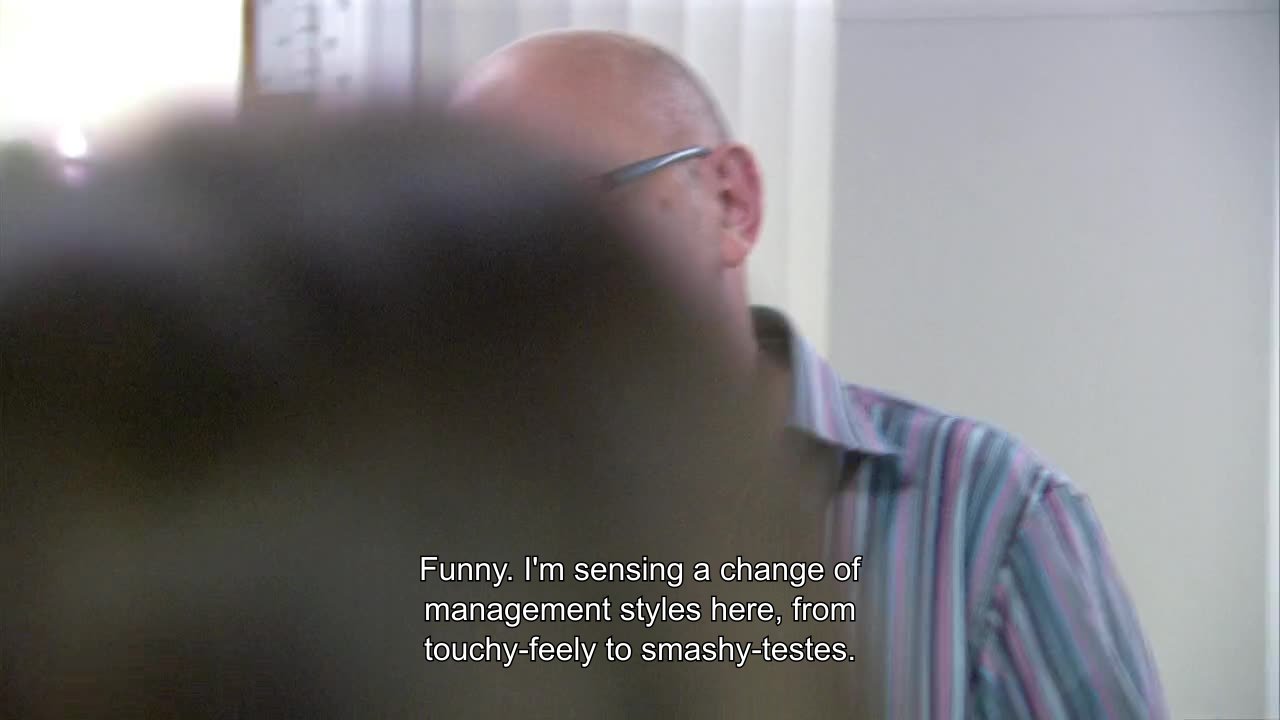 Funny. I'm sensing a change of
management styles here, from
touchy-feely to smashy-testes.